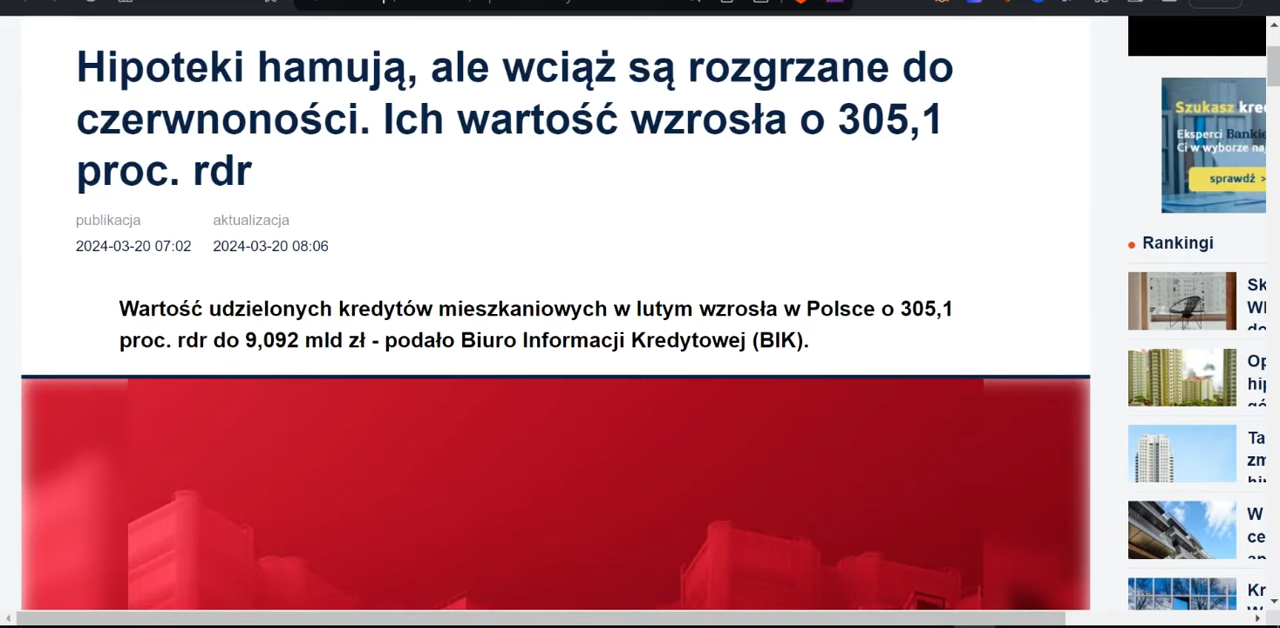 Hipoteki hamują, ale wciąż są rozgrzane do
czerwnoności. Ich wartość wzrosła o 305,1
proc. rdr
publikacja aktualizacja
2024-03-20 07:02 2024-03-20 08:06
Wartość udzielonych kredytów mieszkaniowych w lutym wzrosła w Polsce o 305,1
proc. rdr do 9,092 mld zł - podało Biuro Informacji Kredytowej (BIK).
Szukasz
Eksperci
Ci w wyborze
sprawdź >
Rankingi
W